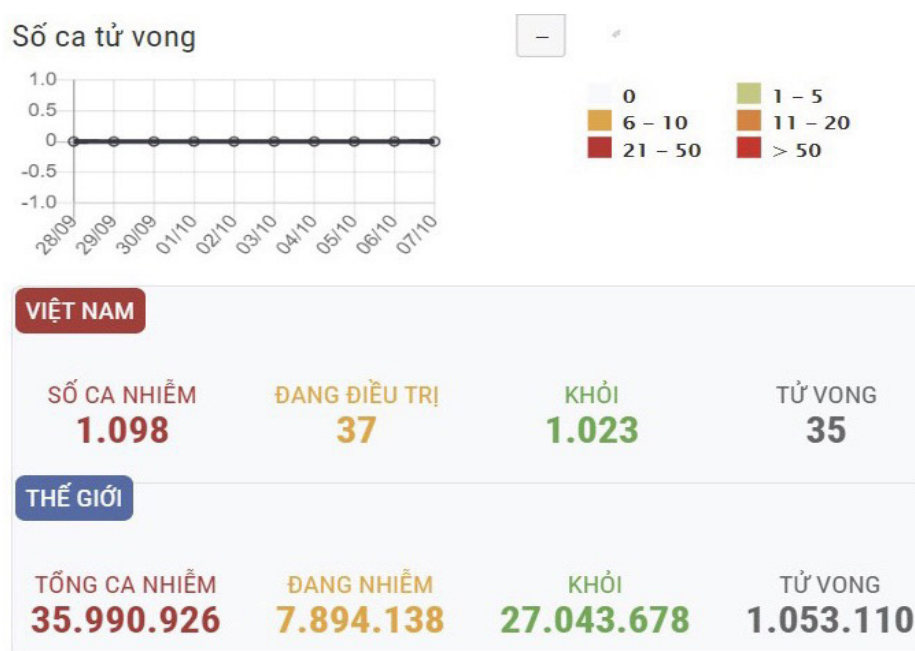 Số ca tử vong
–
1.0
0.5
0
-0.5
-1.0
28/09 29/09 30/09 01/10 02/10 03/10 04/10 05/10 06/10 07/10
0 1 – 5
6 – 10 11 – 20
21 – 50 > 50
VIỆT NAM
SỐ CA NHIỄM ĐANG ĐIỀU TRỊ KHỎI TỬ VONG
1.098 37 1.023 35
THẾ GIỚI
TỔNG CA NHIỄM ĐANG NHIỄM KHỎI TỬ VONG
35.990.926 7.894.138 27.043.678 1.053.110